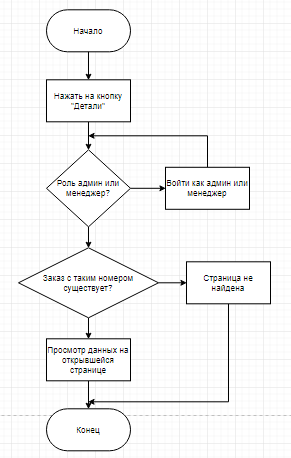 Начало
Нажать на кнопку
"Детали"
Роль админ или
менеджер?
Войти как админ или
менеджер
Заказ с таким номером
существует?
Страница не
найдена
Просмотр данных на
открывшейся
странице
Конец